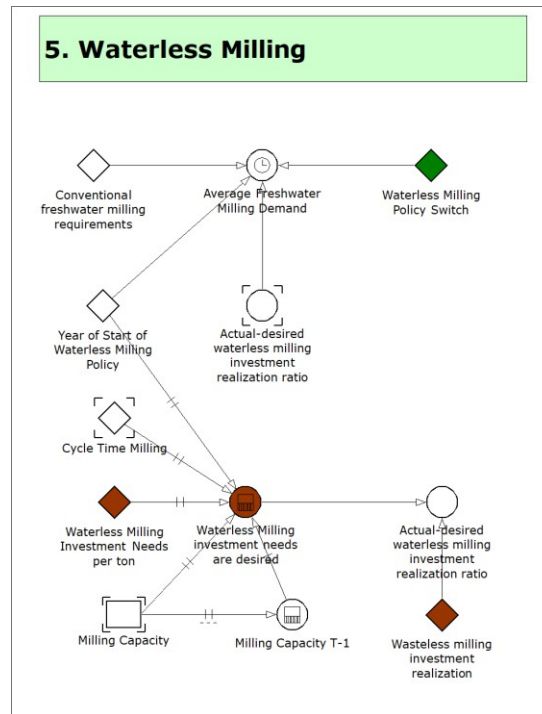 5. Waterless Milling
Conventional
freshwater milling
requirements
Average Freshwater
Milling Demand
Waterless Milling
Policy Switch
Year of Start of
Waterless Milling
Policy
Actual-desired
waterless milling
investment
realization ratio
Cycle Time Milling
Waterless Milling
Investment Needs
per ton
Waterless Milling
investment needs
are desired
Actual-desired
waterless milling
investment
realization ratio
Milling Capacity
Milling Capacity T-1
Wasteless milling
investment
realization